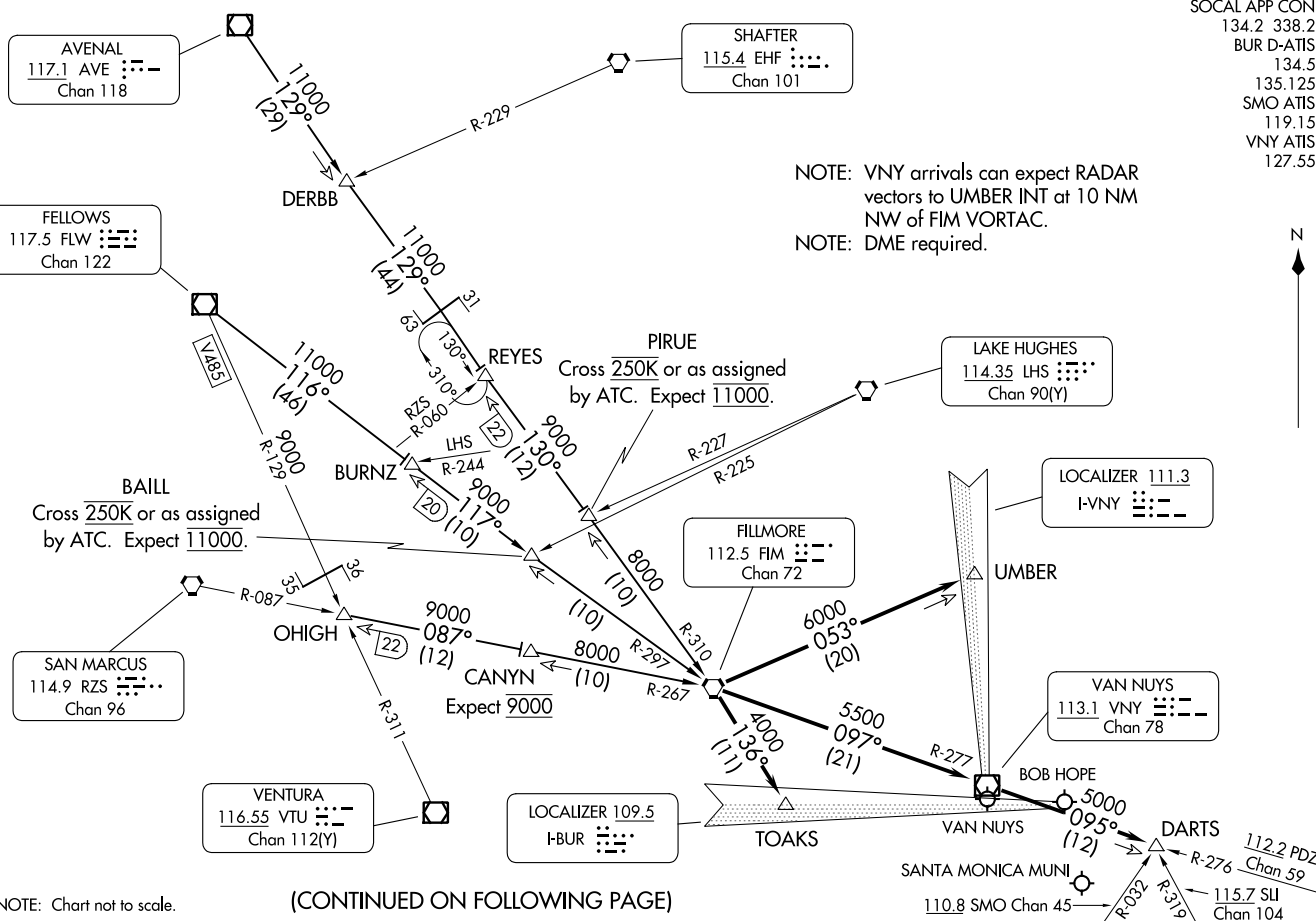 SOCAL APP CON
134.2 338.2
BUR D-ATIS
134.5
135.125
SMO ATIS
119.15
VNY ATIS
127.55
AVENAL
117.1 AVE
Chan 118
SHAFTER
115.4 EHF
Chan 101
11000
129°
(29)
R-229
DERBB
NOTE: VNY arrivals can expect RADAR
vectors to UMBER INT at 10 NM
NW of FIM VORTAC.
NOTE: DME required.
N
FELLOWS
117.5 FLW
Chan 122
11000
129°
(44)
63
31
V485
11000
116°
(46)
130°
310°
REYES
RZS
R-060
22
PIRUE
Cross 250K or as assigned
by ATC. Expect 11000.
LAKE HUGHES
114.35 LHS
Chan 90(Y)
9000
R-129
LHS
R-244
9000
130°
(12)
R-227
R-225
BURNZ
20
9000
117°
(10)
BAILL
Cross 250K or as assigned
by ATC. Expect 11000.
LOCALIZER 111.3
I-VNY
FILLMORE
112.5 FIM
Chan 72
8000
(10)
R-310
UMBER
35
36
R-087
OHIGH
22
9000
087°
(12)
(10)
R-297
6000
053°
(20)
SAN MARCUS
114.9 RZS
Chan 96
CANYN
Expect 9000
8000
(10)
R-267
VAN NUYS
113.1 VNY
Chan 78
R-311
4000
136°
(11)
5500
097°
(21)
R-277
BOB HOPE
VENTURA
116.55 VTU
Chan 112(Y)
LOCALIZER 109.5
I-BUR
TOAKS
VAN NUYS
5000
095°
(12)
DARTS
R-276
112.2 PDZ
Chan 59
SANTA MONICA MUNI
110.8 SMO Chan 45
R-032
R-319
115.7 SLI
Chan 104
NOTE: Chart not to scale.
(CONTINUED ON FOLLOWING PAGE)